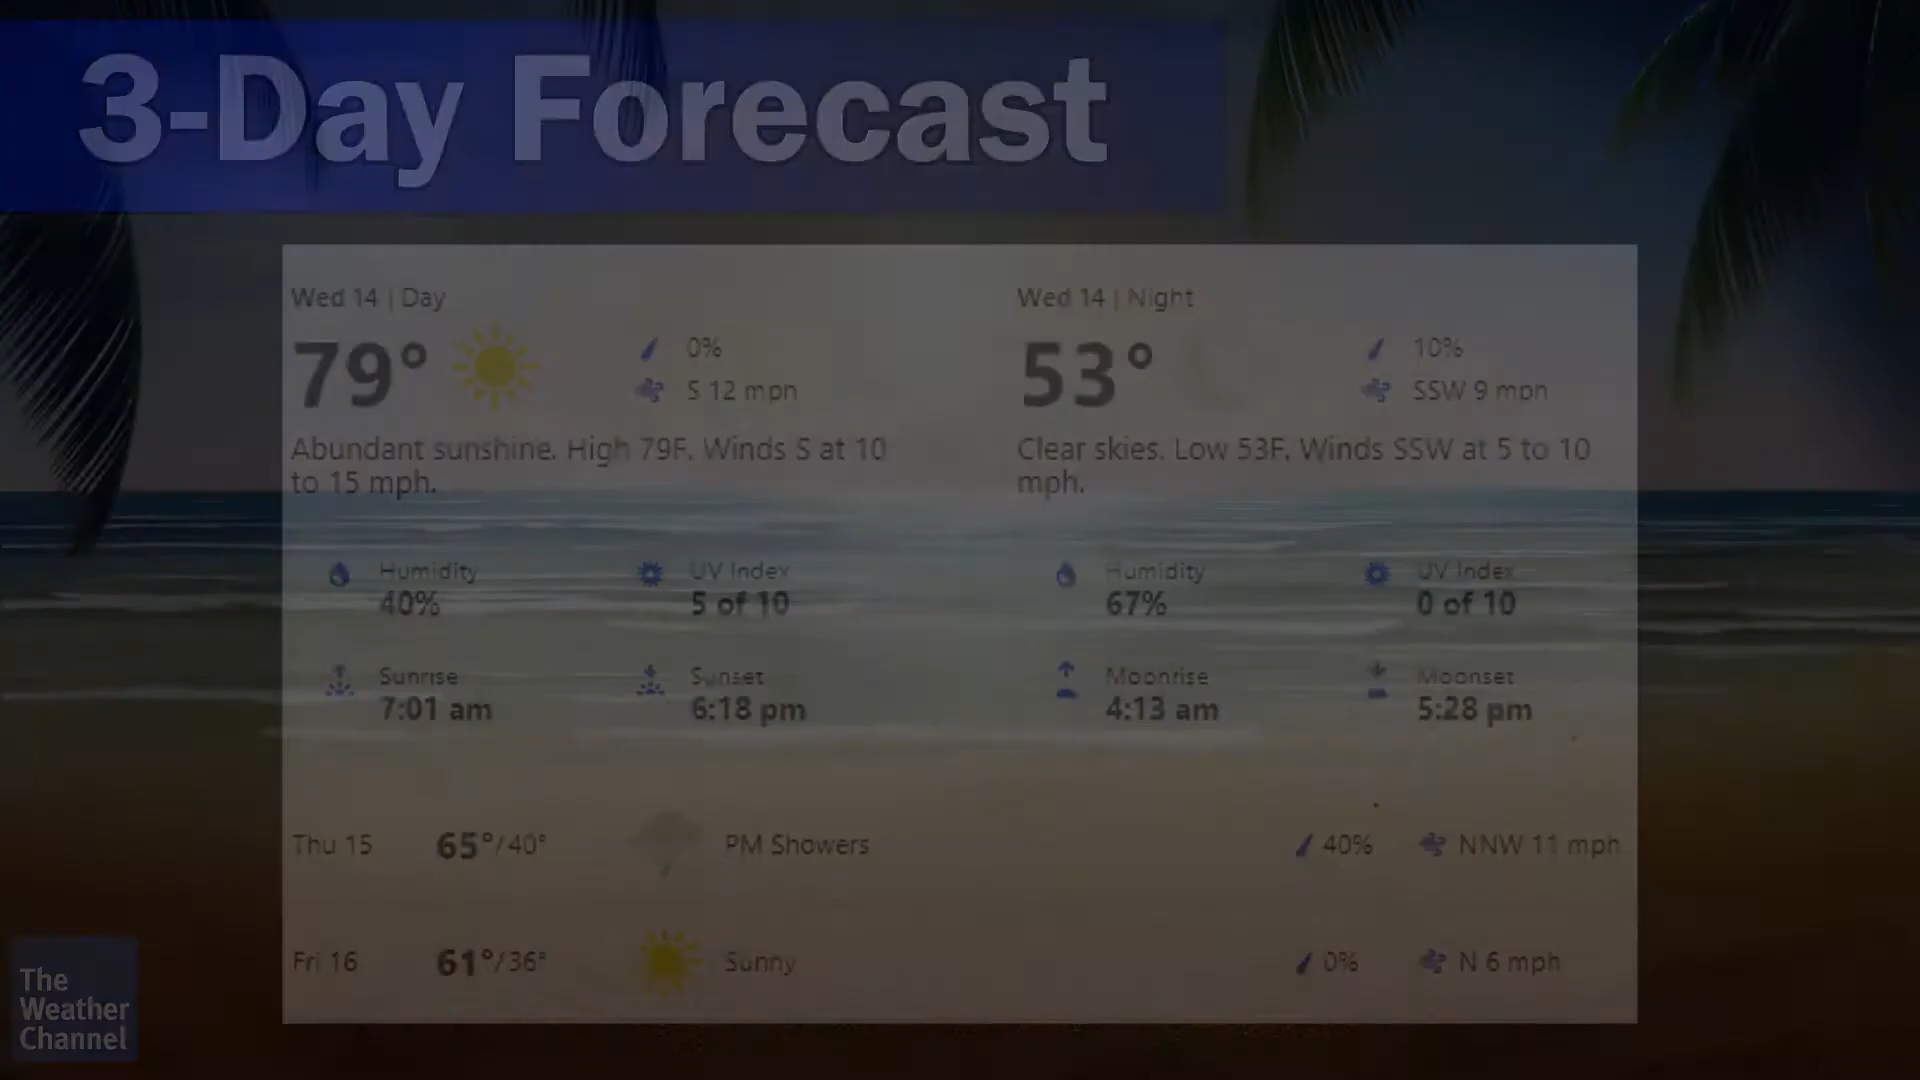 3-Day Forecast
Wed 14 | Day
79°
0%
S 12 mph
Abundant sunshine. High 79F. Winds S at 10
to 15 mph.
Humidity
40%
UV Index
5 of 10
Sunrise
7:01 am
Sunset
6:18 pm
Wed 14 | Night
53°
10%
SSW 9 mph
Clear skies. Low 53F. Winds SSW at 5 to 10
mph.
Humidity
67%
UV Index
0 of 10
Moonrise
4:13 am
Moonset
5:28 pm
Thu 15 65°/40° PM Showers 40% NNW 11 mph
Fri 16 61°/36° Sunny 0% N 6 mph
The
Weather
Channel